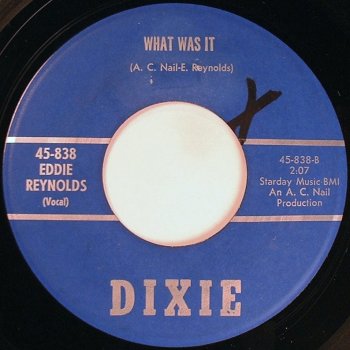 WHAT WAS IT
(A. C. Nail-E. Reynolds)
45-838
EDDIE
REYNOLDS
(Vocal)
45-838-B
2:07
Starday Music BMI
An A. C. Nail
Production
DIXIE